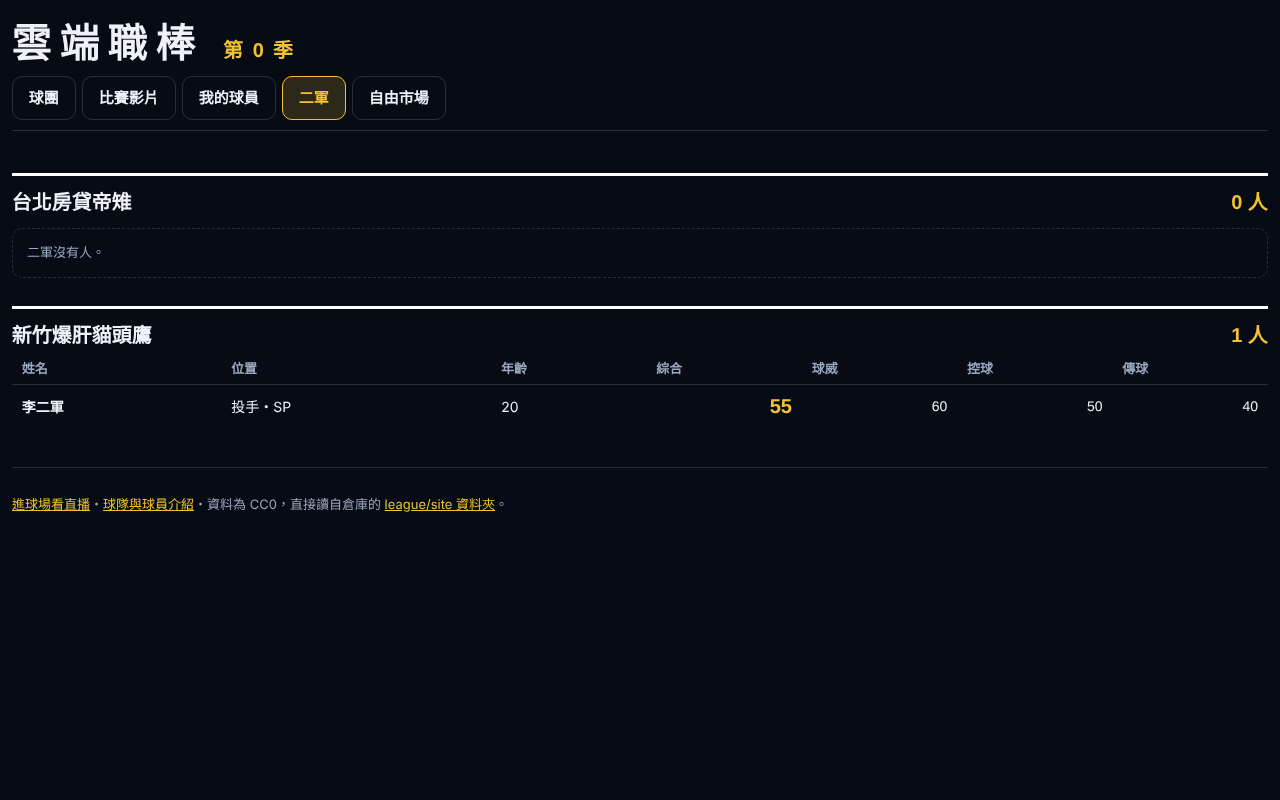 雲端職棒 第 0 季
球團 比賽影片 我的球員 二軍 自由市場
台北房貸帝雉 0 人
二軍沒有人。
新竹爆肝貓頭鷹 1 人
姓名 位置 年齡 綜合 球威 控球 傳球
李二軍 投手・SP 20 55 60 50 40
進球場看直播・球隊與球員介紹・資料為 CC0，直接讀自倉庫的 league/site 資料夾。